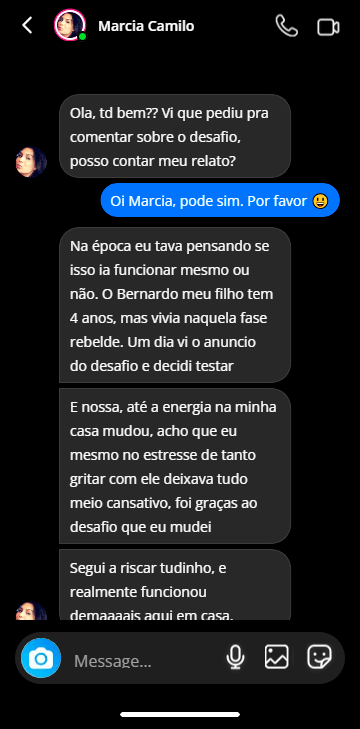 Marcia Camilo
Ola, td bem?? Vi que pediu pra
comentar sobre o desafio,
posso contar meu relato?
Oi Marcia, pode sim. Por favor 😃
Na época eu tava pensando se
isso ia funcionar mesmo ou
não. O Bernardo meu filho tem
4 anos, mas vivia naquela fase
rebelde. Um dia vi o anuncio
do desafio e decidi testar
E nossa, até a energia na minha
casa mudou, acho que eu
mesmo no estresse de tanto
gritar com ele deixava tudo
meio cansativo, foi graças ao
desafio que eu mudei
Segui a riscar tudinho, e
realmente funcionou
demaaaais aqui em casa.
Message...